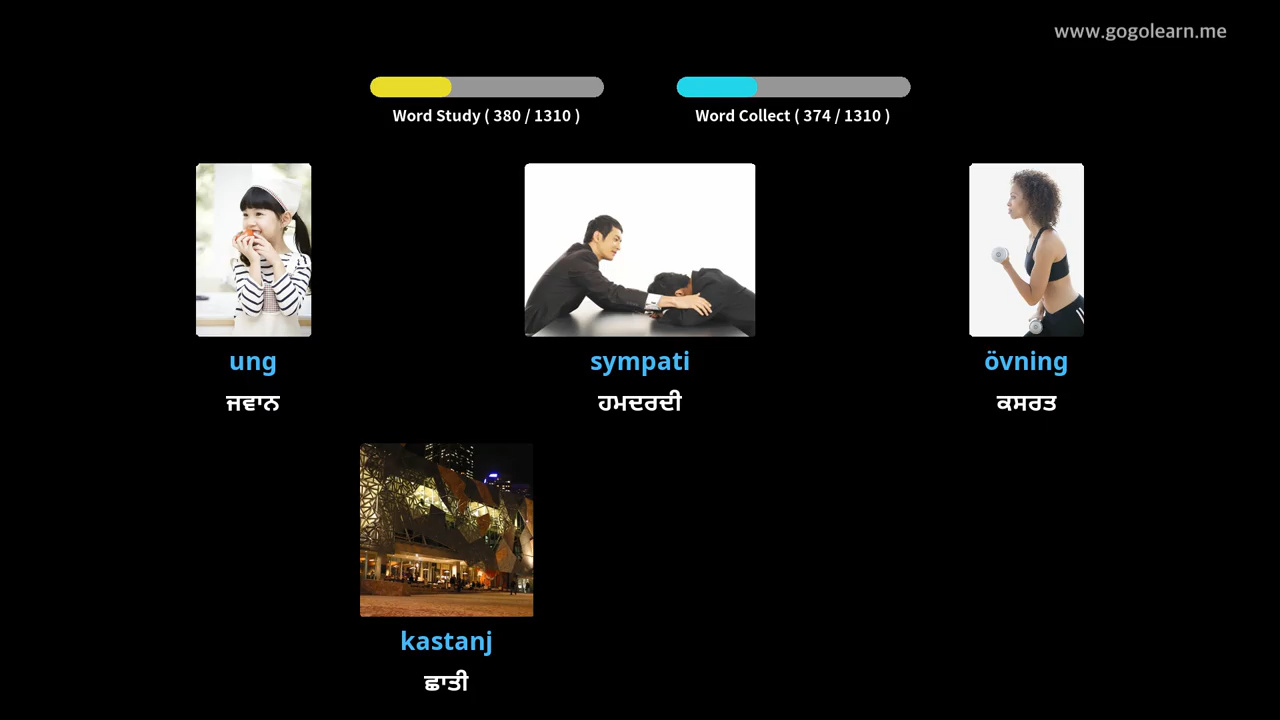 www.gogolearn.me
Word Study ( 380 / 1310 )
Word Collect ( 374 / 1310 )
ung
sympati
övning
ਜਵਾਨ
ਹਮਦਰਦੀ
ਕਸਰਤ
kastanj
ਛਾਤੀ